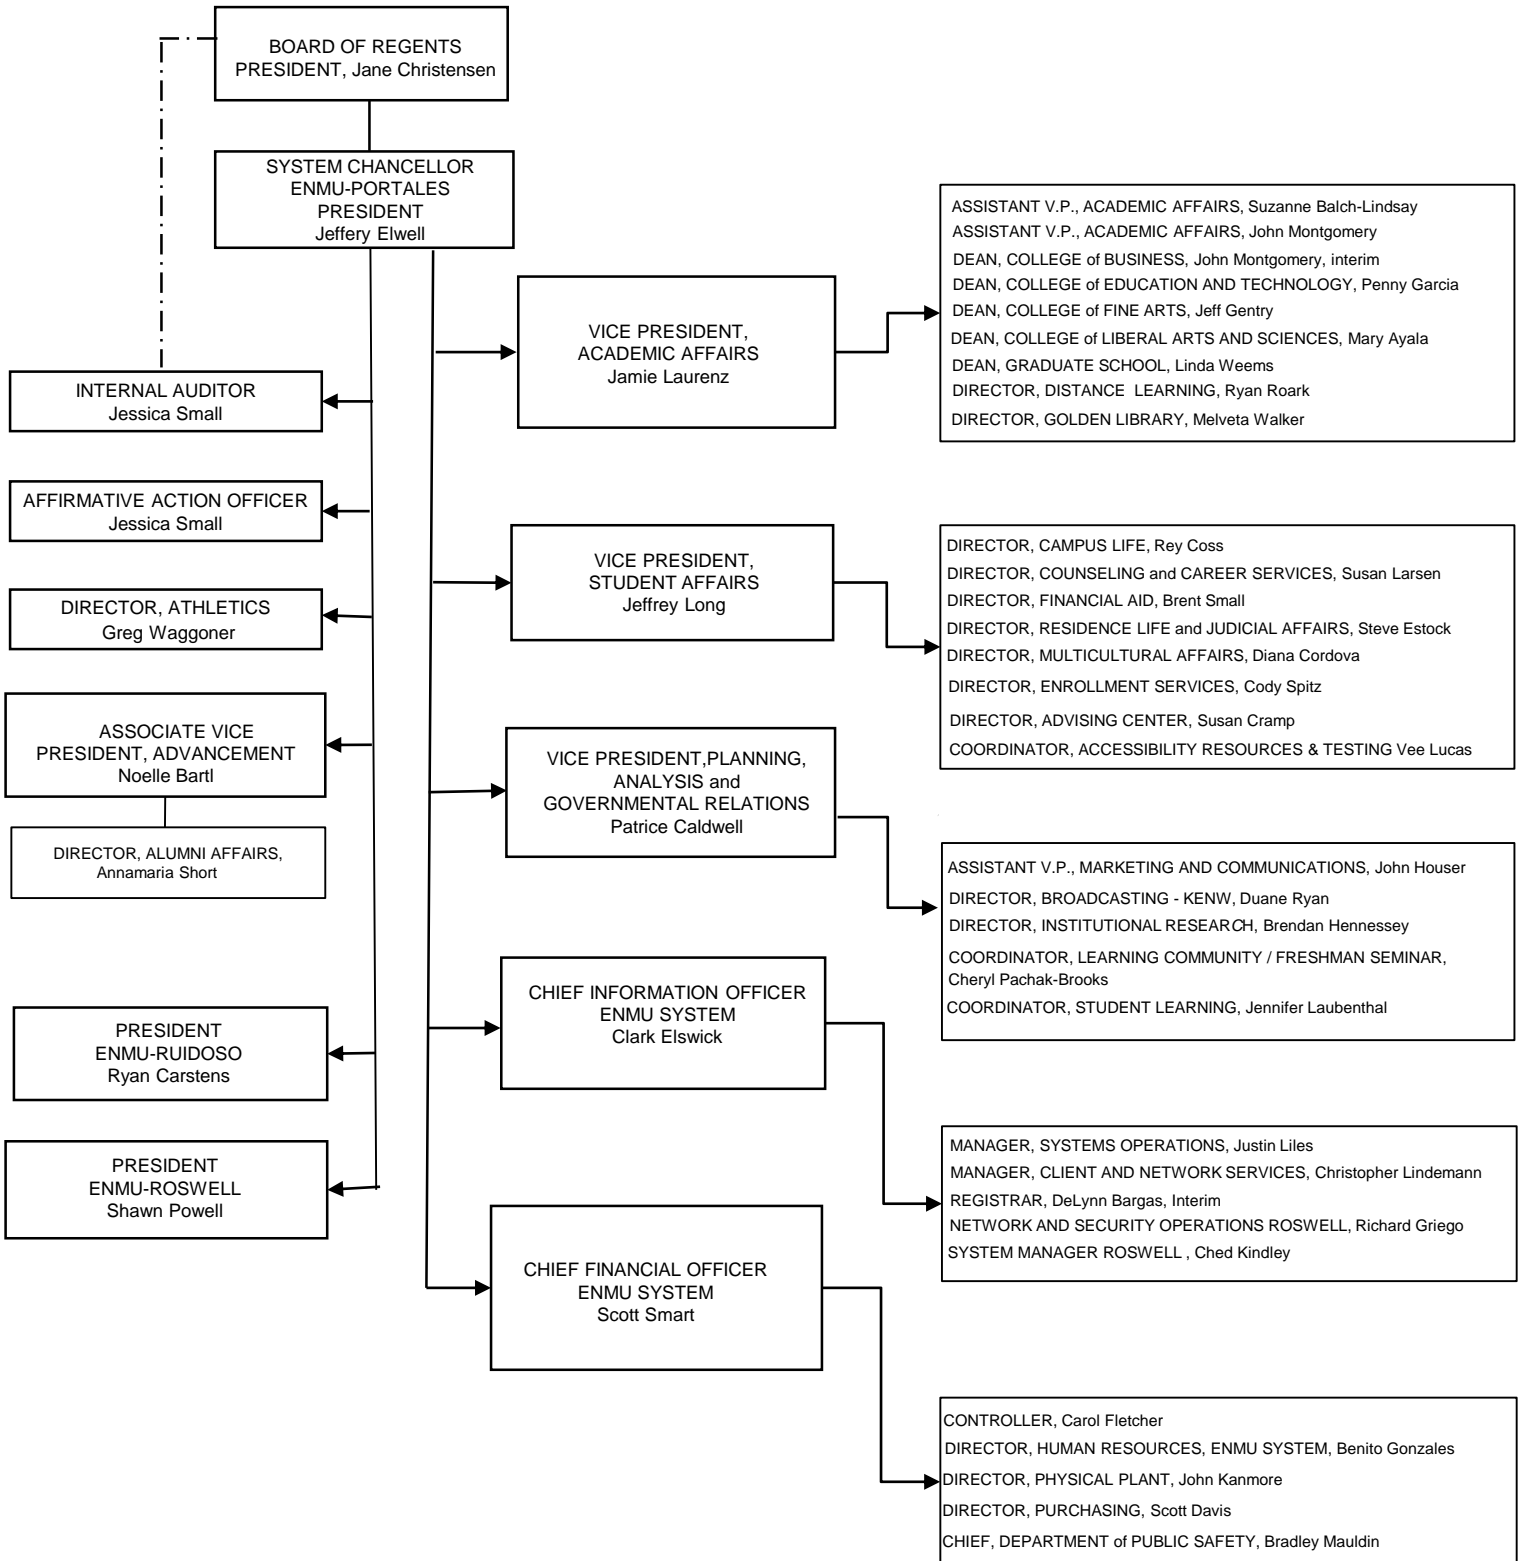 BOARD OF REGENTS
PRESIDENT, Jane Christensen
SYSTEM CHANCELLOR
ENMU-PORTALES
PRESIDENT
Jeffery Elwell
INTERNAL AUDITOR
Jessica Small
AFFIRMATIVE ACTION OFFICER
Jessica Small
DIRECTOR, ATHLETICS
Greg Waggoner
ASSOCIATE VICE
PRESIDENT, ADVANCEMENT
Noelle Bartl
DIRECTOR, ALUMNI AFFAIRS,
Annamaria Short
PRESIDENT
ENMU-RUIDOSO
Ryan Carstens
PRESIDENT
ENMU-ROSWELL
Shawn Powell
VICE PRESIDENT,
ACADEMIC AFFAIRS
Jamie Laurenz
ASSISTANT V.P., ACADEMIC AFFAIRS, Suzanne Balch-Lindsay
ASSISTANT V.P., ACADEMIC AFFAIRS, John Montgomery
DEAN, COLLEGE of BUSINESS, John Montgomery, interim
DEAN, COLLEGE of EDUCATION AND TECHNOLOGY, Penny Garcia
DEAN, COLLEGE of FINE ARTS, Jeff Gentry
DEAN, COLLEGE of LIBERAL ARTS AND SCIENCES, Mary Ayala
DEAN, GRADUATE SCHOOL, Linda Weems
DIRECTOR, DISTANCE LEARNING, Ryan Roark
DIRECTOR, GOLDEN LIBRARY, Melveta Walker
VICE PRESIDENT,
STUDENT AFFAIRS
Jeffrey Long
DIRECTOR, CAMPUS LIFE, Rey Coss
DIRECTOR, COUNSELING and CAREER SERVICES, Susan Larsen
DIRECTOR, FINANCIAL AID, Brent Small
DIRECTOR, RESIDENCE LIFE and JUDICIAL AFFAIRS, Steve Estock
DIRECTOR, MULTICULTURAL AFFAIRS, Diana Cordova
DIRECTOR, ENROLLMENT SERVICES, Cody Spitz
DIRECTOR, ADVISING CENTER, Susan Cramp
COORDINATOR, ACCESSIBILITY RESOURCES & TESTING Vee Lucas
VICE PRESIDENT,PLANNING,
ANALYSIS and
GOVERNMENTAL RELATIONS
Patrice Caldwell
ASSISTANT V.P., MARKETING AND COMMUNICATIONS, John Houser
DIRECTOR, BROADCASTING - KENW, Duane Ryan
DIRECTOR, INSTITUTIONAL RESEARCH, Brendan Hennessey
COORDINATOR, LEARNING COMMUNITY / FRESHMAN SEMINAR,
Cheryl Pachak-Brooks
COORDINATOR, STUDENT LEARNING, Jennifer Laubenthal
CHIEF INFORMATION OFFICER
ENMU SYSTEM
Clark Elswick
MANAGER, SYSTEMS OPERATIONS, Justin Liles
MANAGER, CLIENT AND NETWORK SERVICES, Christopher Lindemann
REGISTRAR, DeLynn Bargas, Interim
NETWORK AND SECURITY OPERATIONS ROSWELL, Richard Griego
SYSTEM MANAGER ROSWELL , Ched Kindley
CHIEF FINANCIAL OFFICER
ENMU SYSTEM
Scott Smart
CONTROLLER, Carol Fletcher
DIRECTOR, HUMAN RESOURCES, ENMU SYSTEM, Benito Gonzales
DIRECTOR, PHYSICAL PLANT, John Kanmore
DIRECTOR, PURCHASING, Scott Davis
CHIEF, DEPARTMENT of PUBLIC SAFETY, Bradley Mauldin